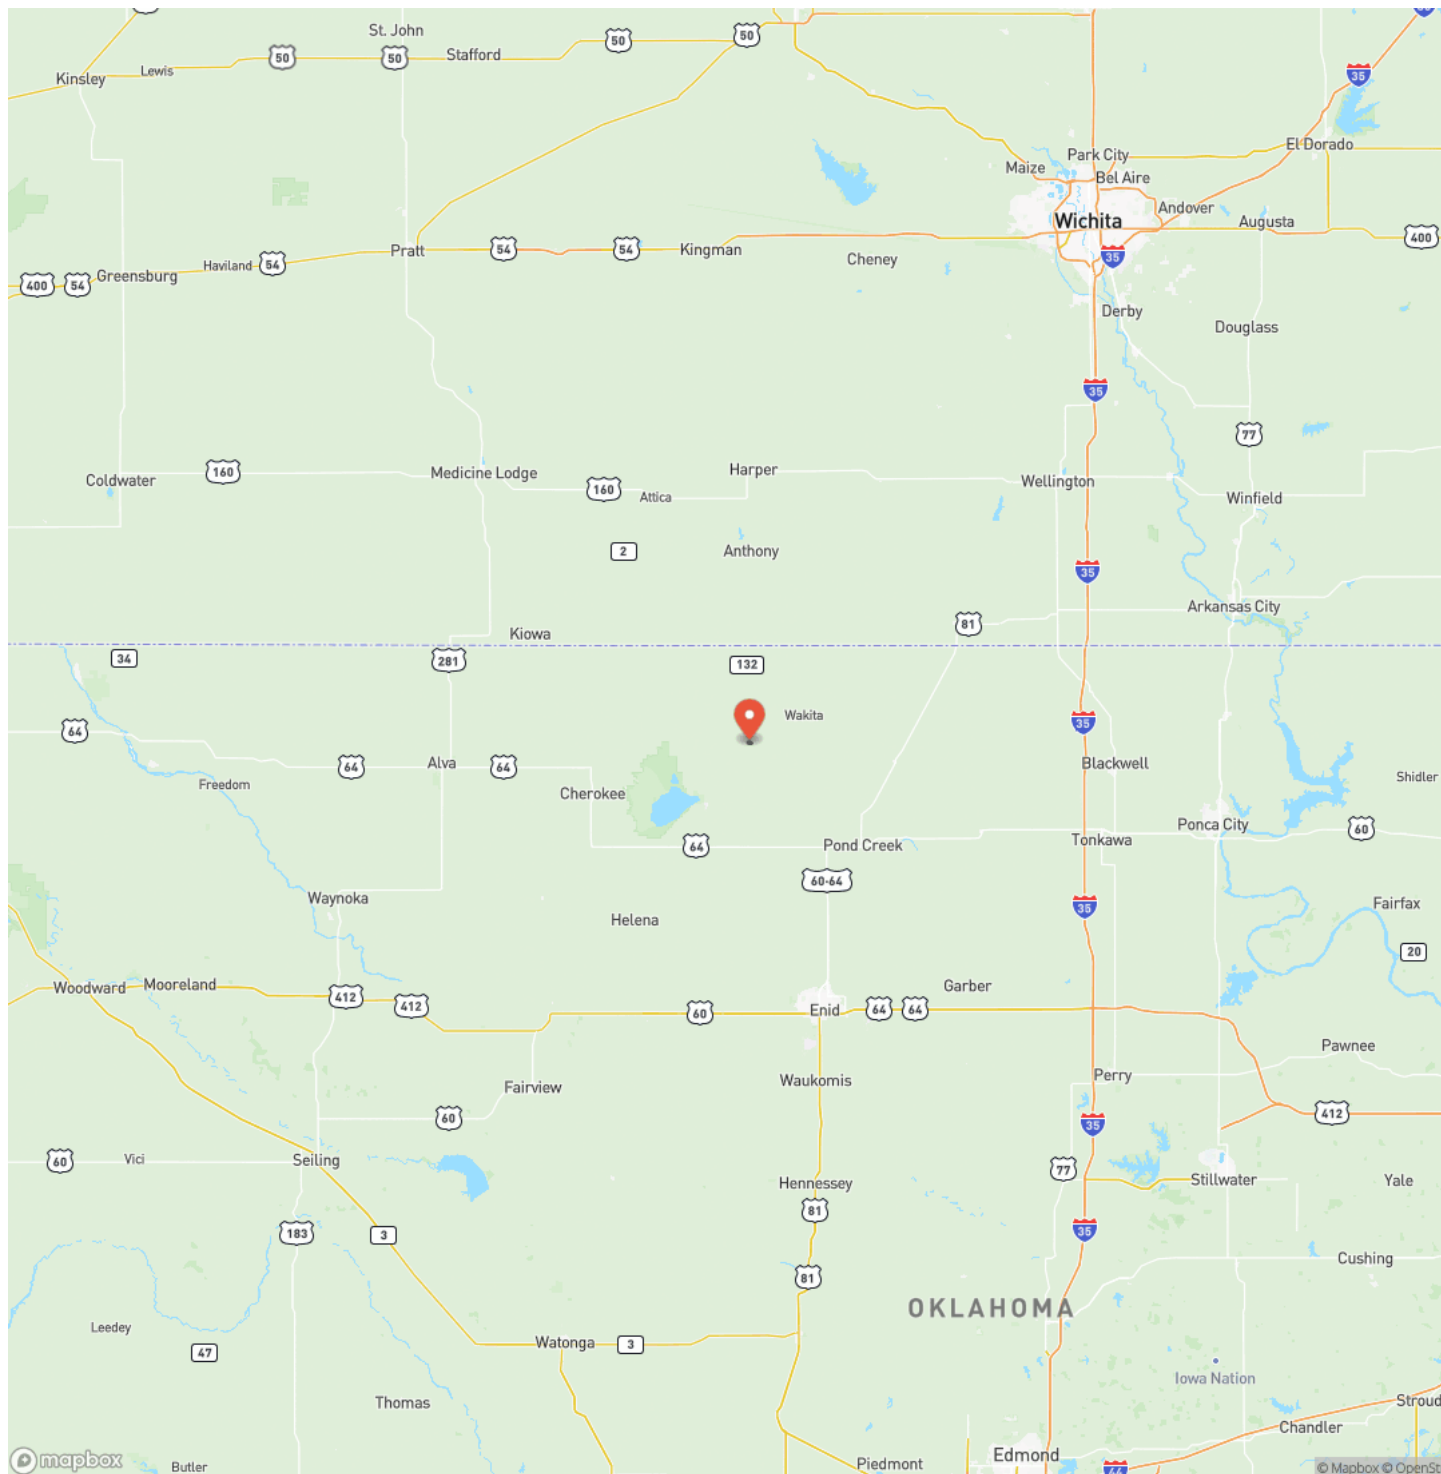 St. John
50
50
50
50
Stafford
Lewis
Kinsley
35
El Dorado
Park City
Maize
Bel Aire
Andover
Wichita
Augusta
400
Pratt
54
54
Kingman
Cheney
35
Haviland
54
Greensburg
400
54
Derby
Douglass
35
77
Harper
Coldwater
160
Medicine Lodge
160
Attica
Wellington
Winfield
2
Anthony
35
Arkansas City
81
Kiowa
34
281
132
Wakita
64
35
Alva
64
64
Blackwell
Freedom
Cherokee
Shidler
Ponca City
60
64
Pond Creek
Tonkawa
60-64
Waynoka
Helena
35
Fairfax
20
Woodward
Mooreland
412
412
60
Enid
64
64
Garber
Pawnee
Waukomis
Fairview
Perry
60
35
412
60
Vici
Seiling
77
Hennessey
Stillwater
Yale
81
183
3
35
Cushing
81
OKLAHOMA
Leedey
47
Watonga
3
Iowa Nation
Thomas
Stroud
Chandler
Edmond
mapbox
Butler
Piedmont
44
© Mapbox © OpenSt